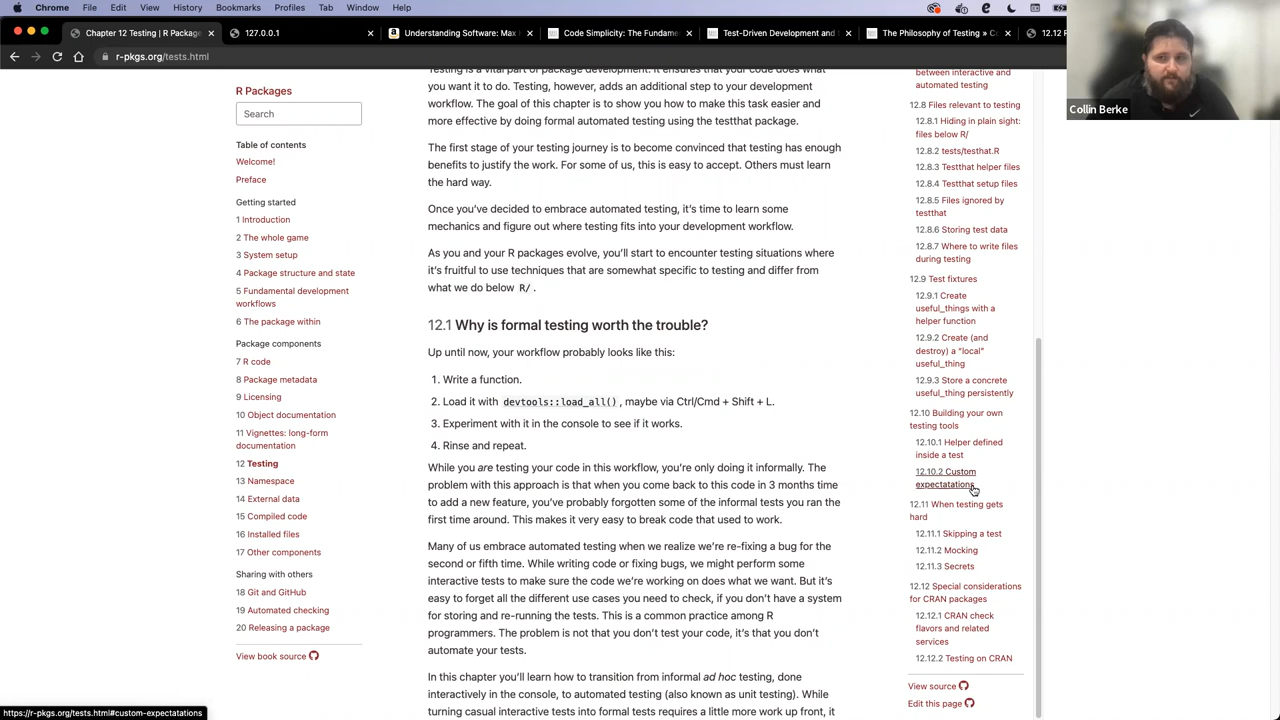 Chrome File Edit View History Bookmarks Profiles Tab Window Help
Chapter 12 Testing | R Packag
127.0.0.1
Understanding Software: Max
Code Simplicity: The Fundame
Test-Driven Development and
The Philosophy of Testing » C
12.12
r-pkgs.org/tests.html
Collin Berke
R Packages
Search
Table of contents
Welcome!
Preface
Getting started
1 Introduction
2 The whole game
3 System setup
4 Package structure and state
5 Fundamental development
workflows
6 The package within
Package components
7 R code
8 Package metadata
9 Licensing
10 Object documentation
11 Vignettes: long-form
documentation
12 Testing
13 Namespace
14 External data
15 Compiled code
16 Installed files
17 Other components
Sharing with others
18 Git and GitHub
19 Automated checking
20 Releasing a package
View book source
Testing is a vital part of package development. It ensures that your code does what
you want it to do. Testing, however, adds an additional step to your development
workflow. The goal of this chapter is to show you how to make this task easier and
more effective by doing formal automated testing using the testthat package.
The first stage of your testing journey is to become convinced that testing has enough
benefits to justify the work. For some of us, this is easy to accept. Others must learn
the hard way.
Once you've decided to embrace automated testing, it's time to learn some
mechanics and figure out where testing fits into your development workflow.
As you and your R packages evolve, you'll start to encounter testing situations where
it's fruitful to use techniques that are somewhat specific to testing and differ from
what we do below R/ .
12.1 Why is formal testing worth the trouble?
Up until now, your workflow probably looks like this:
1. Write a function.
2. Load it with devtools::load_all() , maybe via Ctrl/Cmd + Shift + L.
3. Experiment with it in the console to see if it works.
4. Rinse and repeat.
While you are testing your code in this workflow, you're only doing it informally. The
problem with this approach is that when you come back to this code in 3 months time
to add a new feature, you've probably forgotten some of the informal tests you ran the
first time around. This makes it very easy to break code that used to work.
Many of us embrace automated testing when we realize we're re-fixing a bug for the
second or fifth time. While writing code or fixing bugs, we might perform some
interactive tests to make sure the code we're working on does what we want. But it's
easy to forget all the different use cases you need to check, if you don't have a system
for storing and re-running the tests. This is a common practice among R
programmers. The problem is not that you don't test your code, it's that you don't
automate your tests.
In this chapter you'll learn how to transition from informal ad hoc testing, done
interactively in the console, to automated testing (also known as unit testing). While
turning casual interactive tests into formal tests requires a little more work up front, it
between interactive and
automated testing
12.8 Files relevant to testing
12.8.1 Hiding in plain sight:
files below R/
12.8.2 tests/testthat.R
12.8.3 Testthat helper files
12.8.4 Testthat setup files
12.8.5 Files ignored by
testthat
12.8.6 Storing test data
12.8.7 Where to write files
during testing
12.9 Test fixtures
12.9.1 Create
useful_things with a
helper function
12.9.2 Create (and
destroy) a "local"
useful_thing
12.9.3 Store a concrete
useful_thing persistently
12.10 Building your own
testing tools
12.10.1 Helper defined
inside a test
12.10.2 Custom
expectatations
12.11 When testing gets
hard
12.11.1 Skipping a test
12.11.2 Mocking
12.11.3 Secrets
12.12 Special considerations
for CRAN packages
12.12.1 CRAN check
flavors and related
services
12.12.2 Testing on CRAN
View source
Edit this page
https://r-pkgs.org/tests.html#custom-expectatations